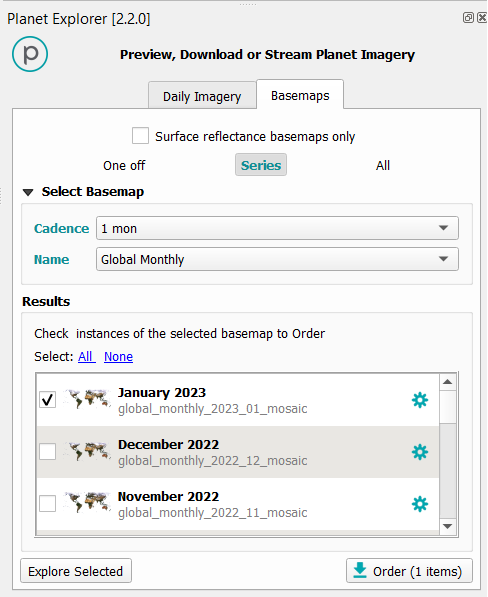 Planet Explorer [2.2.0]
p
Preview, Download or Stream Planet Imagery
Daily Imagery Basemaps
Surface reflectance basemaps only
One off Series All
Select Basemap
Cadence 1 mon
Name Global Monthly
Results
Check instances of the selected basemap to Order
Select: All None
January 2023
global_monthly_2023_01_mosaic
December 2022
global_monthly_2022_12_mosaic
November 2022
global_monthly_2022_11_mosaic
Explore Selected Order (1 items)